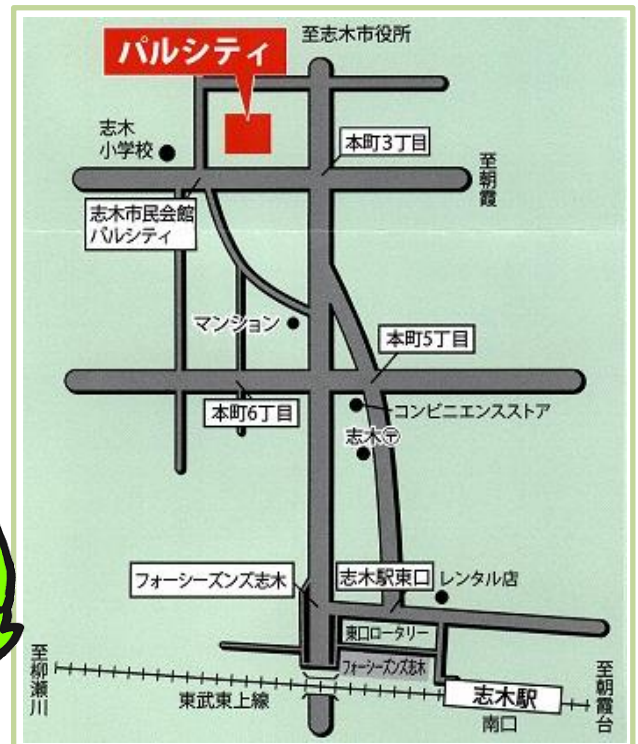 至志木市役所
パルシティ
志木
小学校
本町3丁目
至朝霞
志木市民会館
パルシティ
マンション
本町5丁目
本町6丁目
コンビニエンスストア
志木〒
フォーシーズンズ志木
志木駅東口
レンタル店
東口ロータリー
フォーシーズンズ志木
至柳瀬川
東武東上線
志木駅
南口
至朝霞台